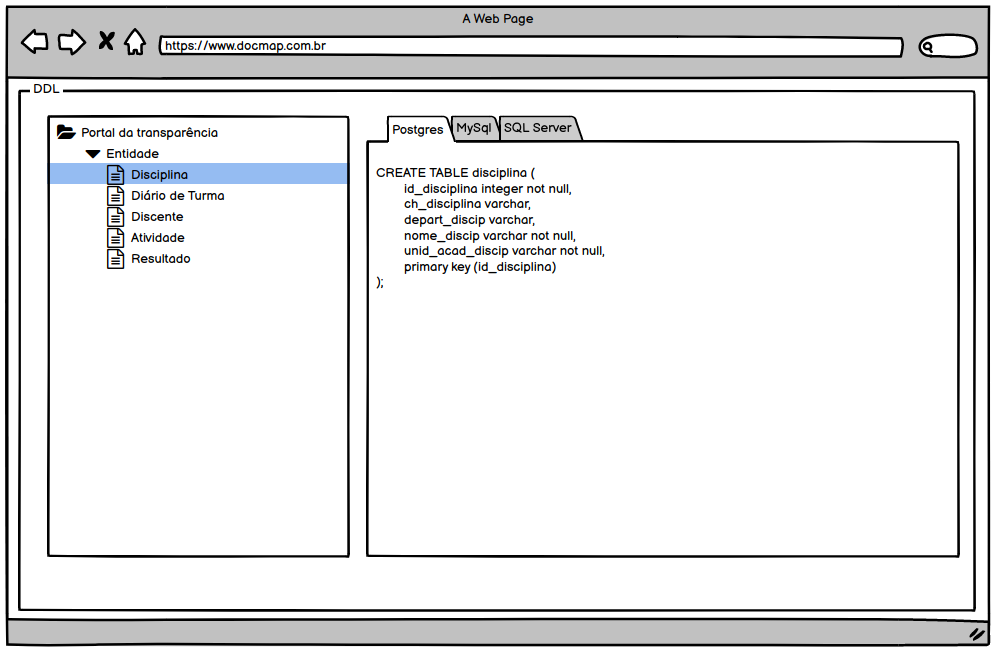 A Web Page
https://www.docmap.com.br
DDL
Portal da transparência
Entidade
Disciplina
Diário de Turma
Discente
Atividade
Resultado
Postgres MySql SQL Server
CREATE TABLE disciplina (
id_disciplina integer not null,
ch_disciplina varchar,
depart_discip varchar,
nome_discip varchar not null,
unid_acad_discip varchar not null,
primary key (id_disciplina)
);